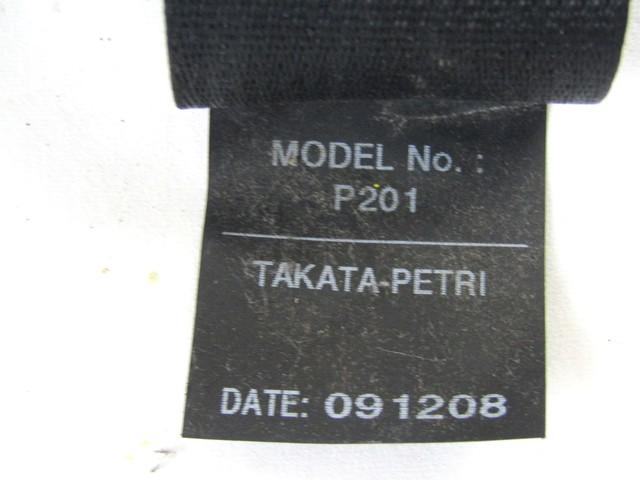 MODEL No. :
P201
TAKATA-PETRI
DATE: 091208